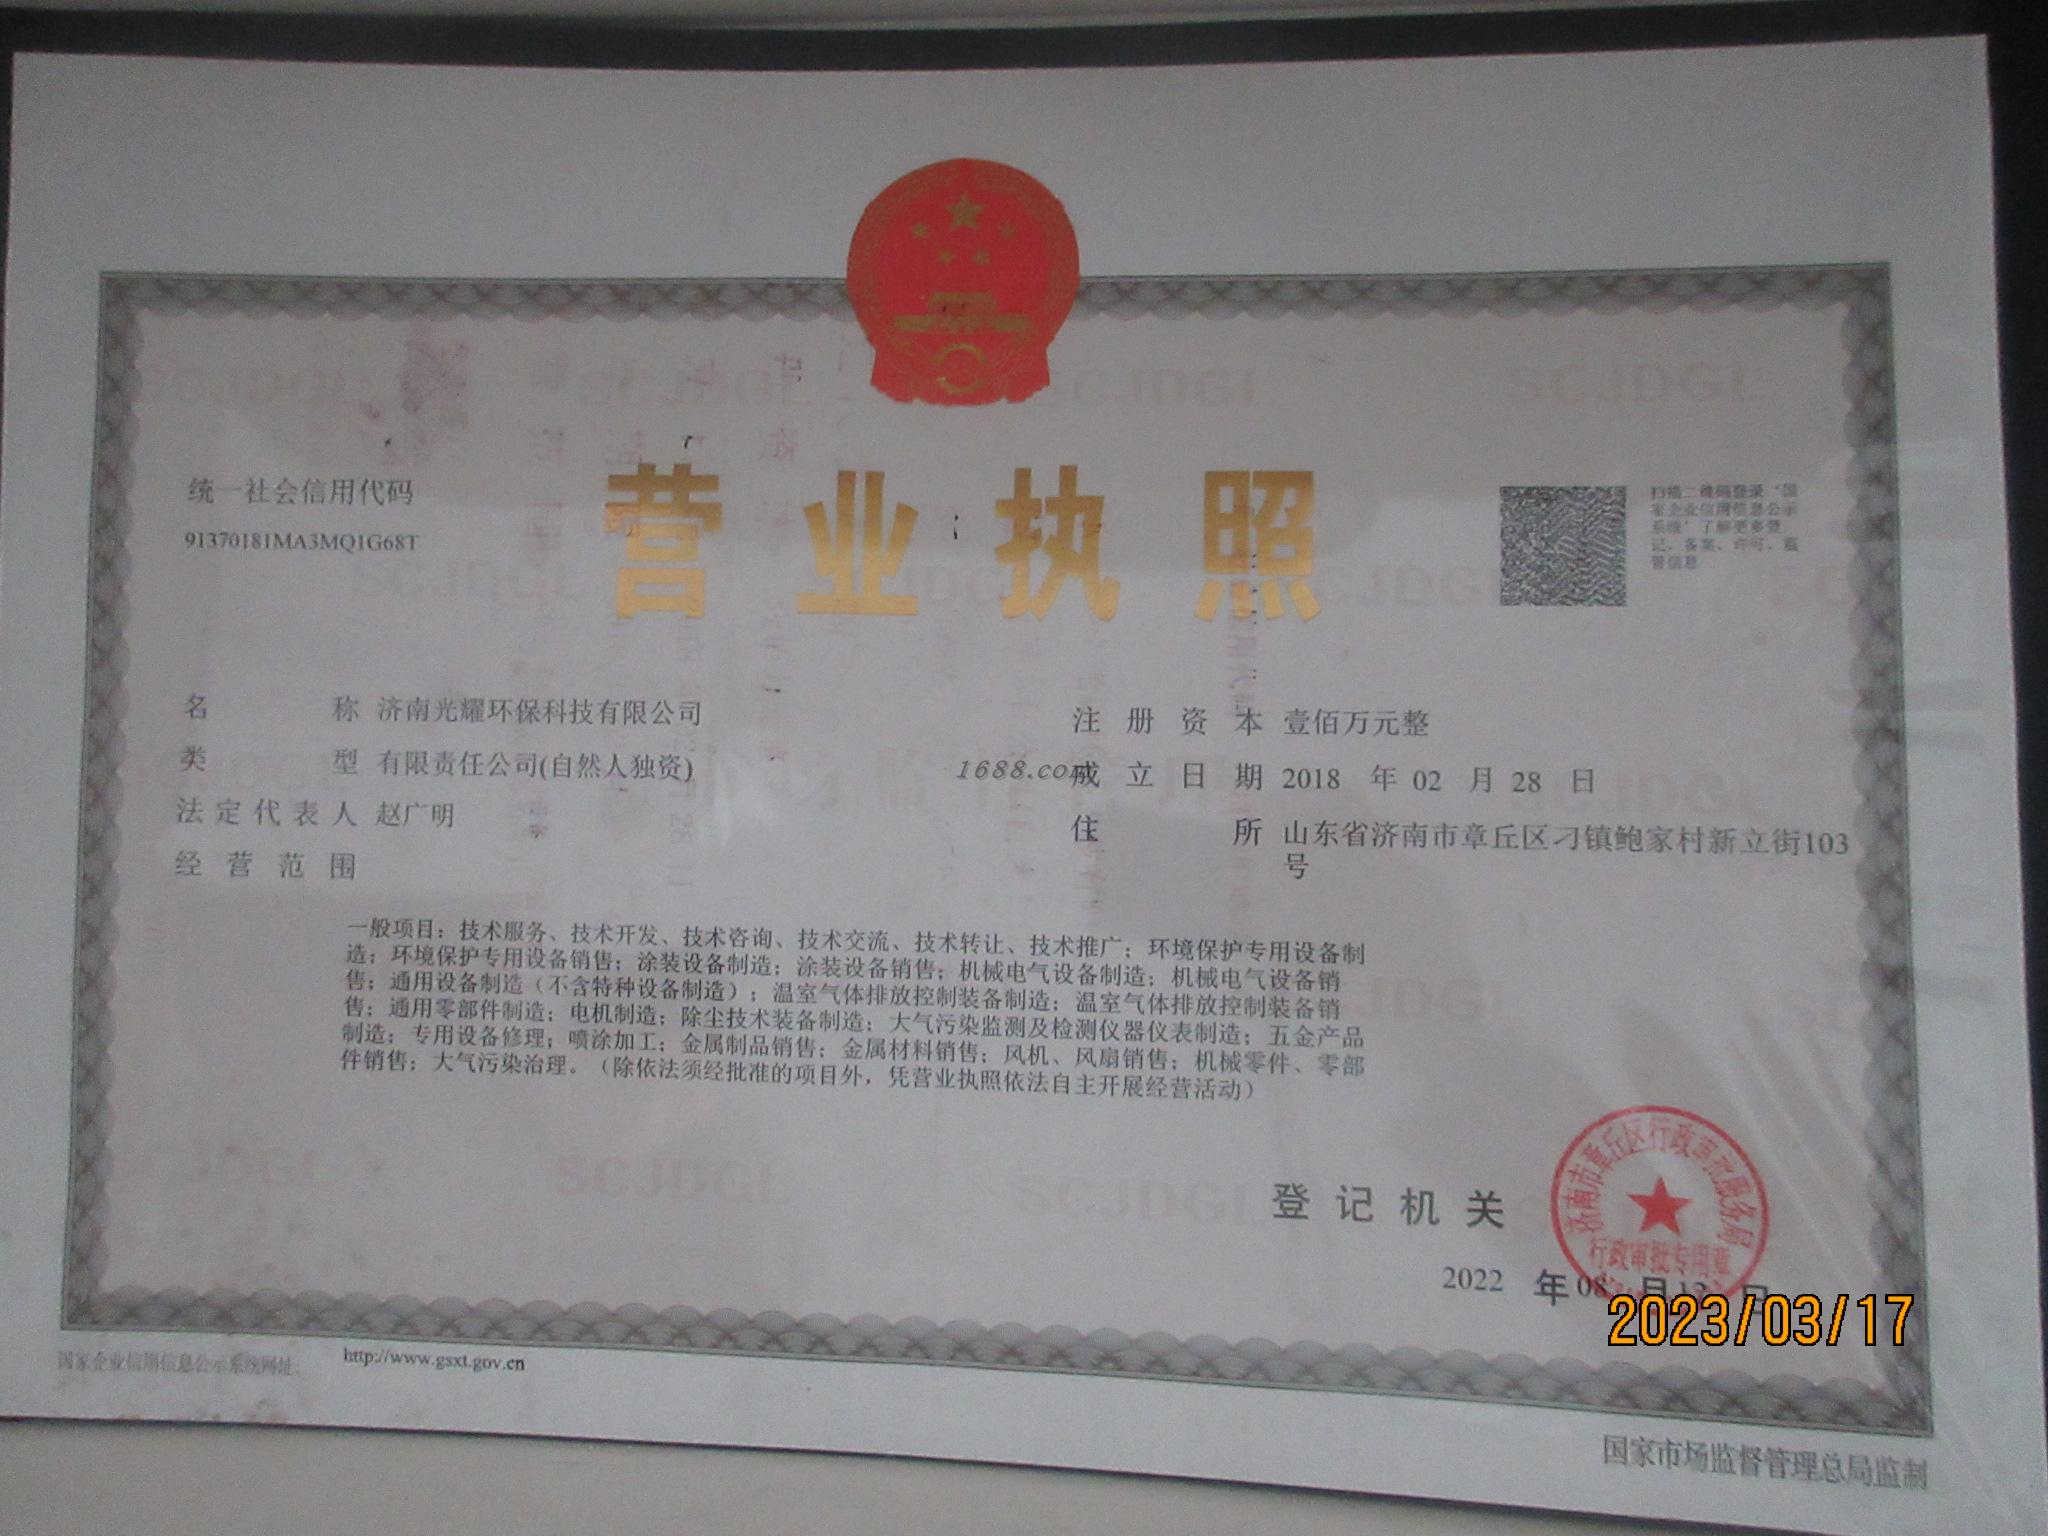 营业执照
统一社会信用代码
91370181MA3MQ1G68T
扫描二维码登录‘国
家企业信用信息公示
系统’了解更多登
记、备案、许可、监
管信息
名称 济南光耀环保科技有限公司
类型 有限责任公司(自然人独资)
法定代表人 赵广明
经营范围
注册资本 壹佰万元整
成立日期 2018 年 02 月 28 日
住所 山东省济南市章丘区刁镇鲍家村新立街103
号
1688.com
一般项目：技术服务、技术开发、技术咨询、技术交流、技术转让、技术推广；环境保护专用设备制
造；环境保护专用设备销售；涂装设备制造；涂装设备销售；机械电气设备制造；机械电气设备销
售；通用设备制造（不含特种设备制造）；温室气体排放控制装备制造；温室气体排放控制装备销
售；通用零部件制造；电机制造；除尘技术装备制造；大气污染监测及检测仪器仪表制造；五金产品
制造；专用设备修理；喷涂加工；金属制品销售；金属材料销售；风机、风扇销售；机械零件、零部
件销售；大气污染治理。（除依法须经批准的项目外，凭营业执照依法自主开展经营活动）
登记机关
济南市章丘区行政审批服务局
行政审批专用章
2022 年 08 月 12 日
2023/03/17
国家企业信用信息公示系统网址： http://www.gsxt.gov.cn
国家市场监督管理总局监制
SCJDGL